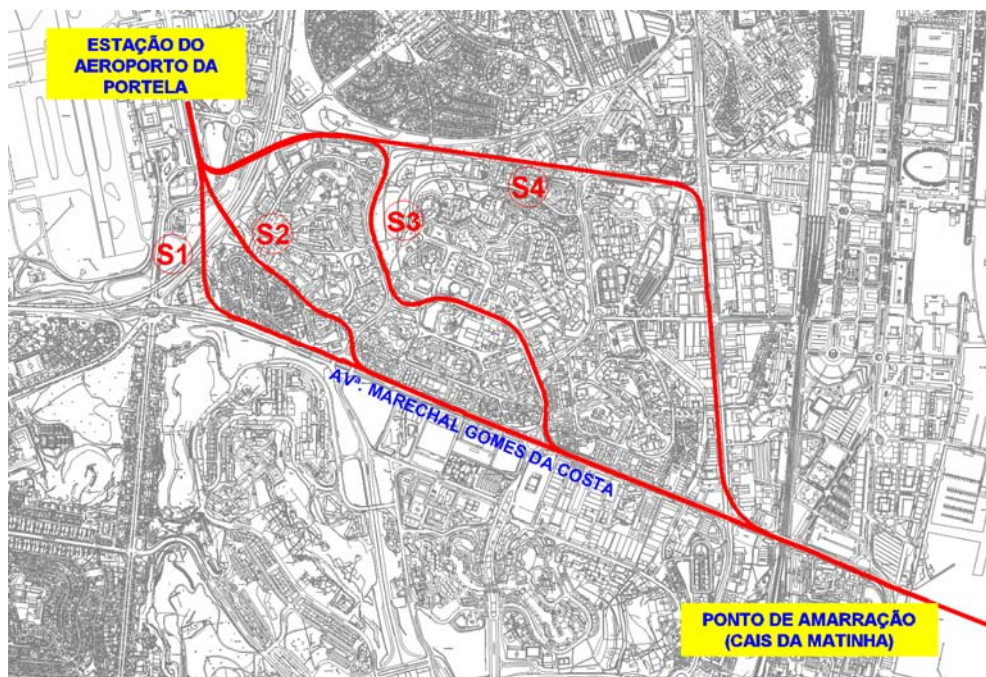 ESTAÇÃO DO
AEROPORTO DA
PORTELA
S1
S2
S3
S4
AVª. MARECHAL GOMES DA COSTA
PONTO DE AMARRAÇÃO
(CAIS DA MATINHA)